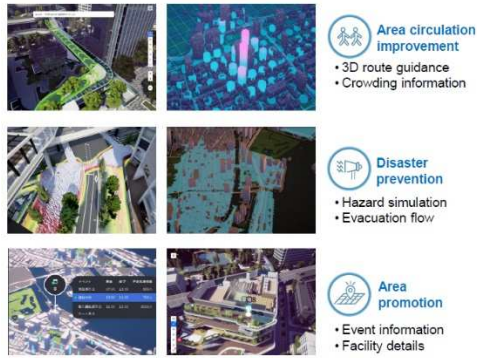 Area circulation
improvement
• 3D route guidance
• Crowding information
Disaster
prevention
• Hazard simulation
• Evacuation flow
Area
promotion
• Event information
• Facility details